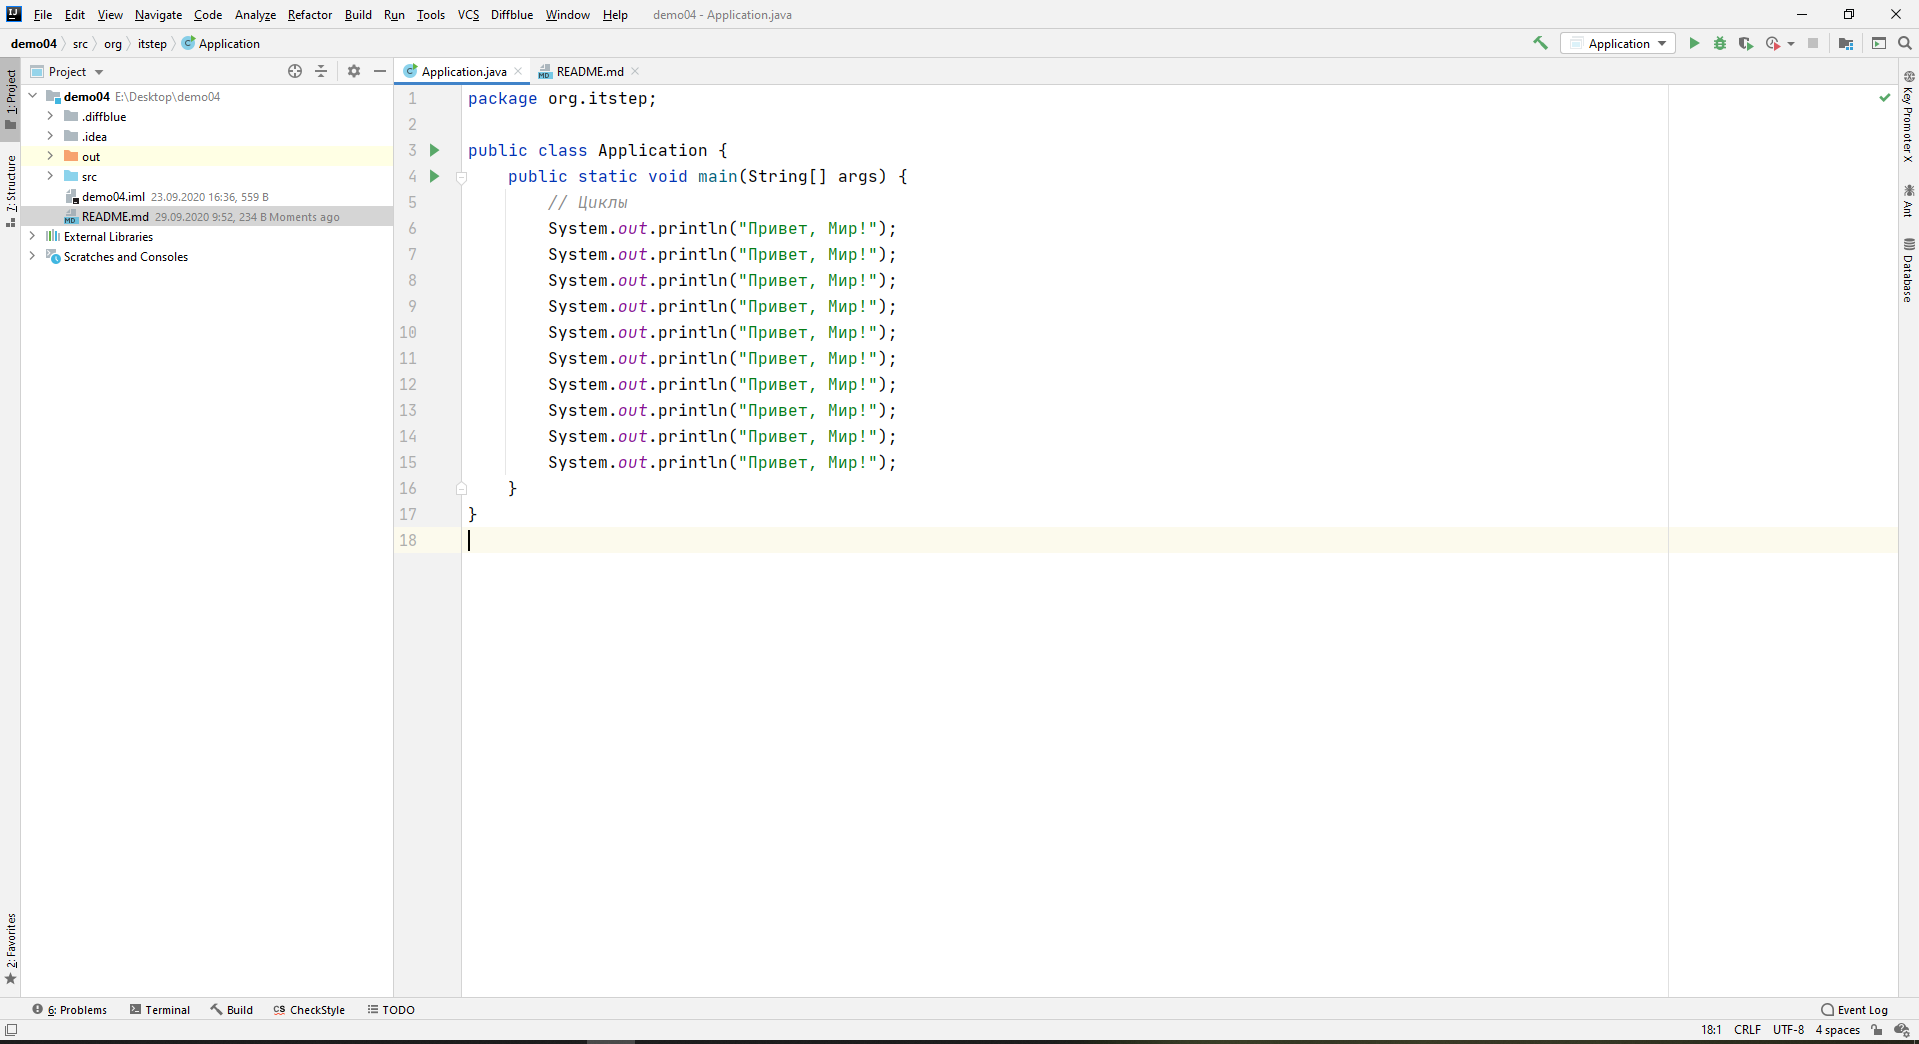 File Edit View Navigate Code Analyze Refactor Build Run Tools VCS Diffblue Window Help demo04 - Application.java
demo04 src org itstep Application
Application
Project
Application.java
README.md
1: Project
7: Structure
2: Favorites
demo04 E:\Desktop\demo04
.diffblue
.idea
out
src
demo04.iml 23.09.2020 16:36, 559 B
README.md 29.09.2020 9:52, 234 B Moments ago
External Libraries
Scratches and Consoles
1 package org.itstep;
2
3 public class Application {
4 public static void main(String[] args) {
5 // Циклы
6 System.out.println("Привет, Мир!");
7 System.out.println("Привет, Мир!");
8 System.out.println("Привет, Мир!");
9 System.out.println("Привет, Мир!");
10 System.out.println("Привет, Мир!");
11 System.out.println("Привет, Мир!");
12 System.out.println("Привет, Мир!");
13 System.out.println("Привет, Мир!");
14 System.out.println("Привет, Мир!");
15 System.out.println("Привет, Мир!");
16 }
17 }
18
Key Promoter X
Ant
Database
6: Problems Terminal Build CheckStyle TODO Event Log
18:1 CRLF UTF-8 4 spaces